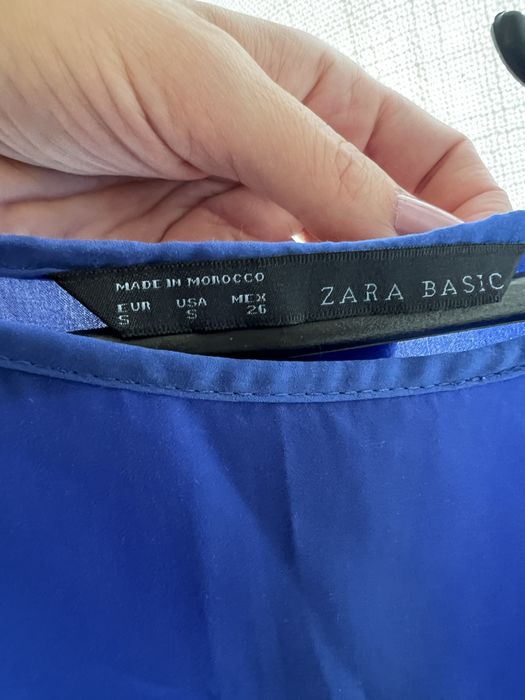 MADE IN MOROCCO
EUR USA MEX
S S 26
ZARA BASIC